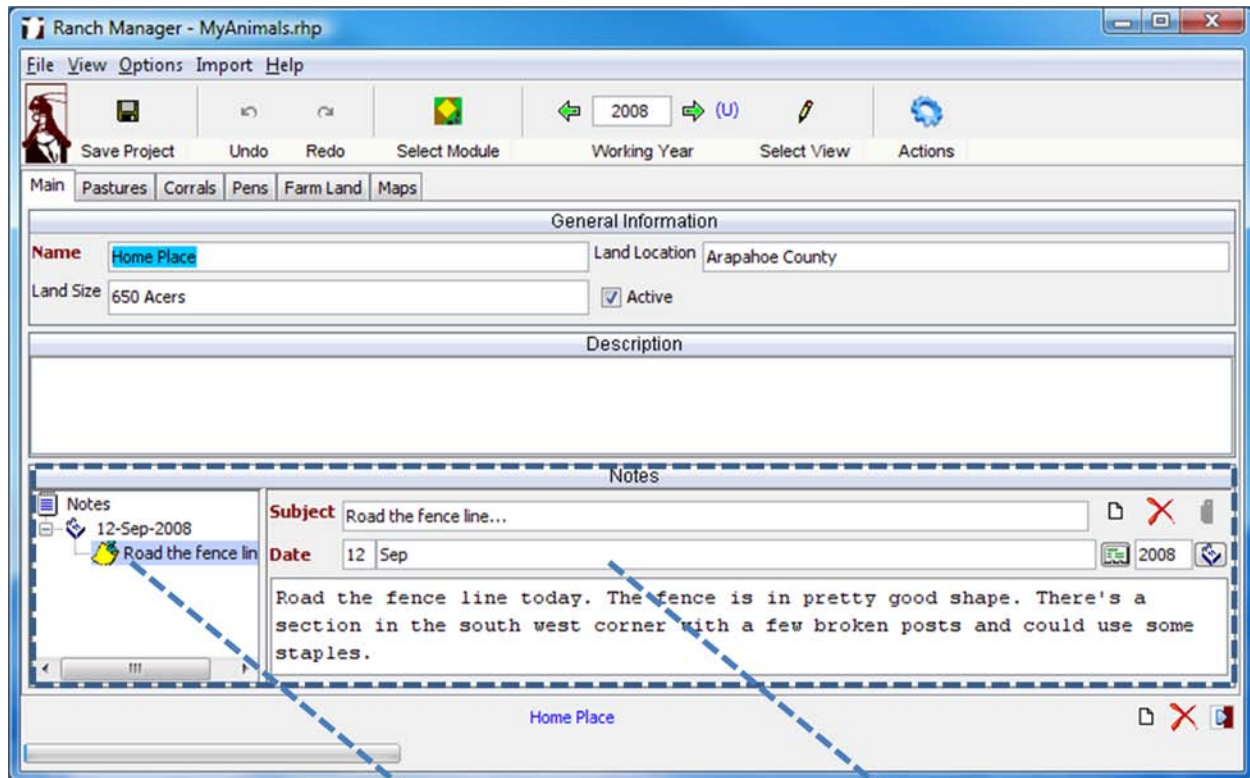 Ranch Manager - MyAnimals.rhp
File View Options Import Help
2008 (U)
Save Project Undo Redo Select Module Working Year Select View Actions
Main Pastures Corrals Pens Farm Land Maps
General Information
Name Home Place Land Location Arapahoe County
Land Size 650 Acers Active
Description
Notes
Notes
12-Sep-2008
Road the fence lin
Subject Road the fence line...
Date 12 Sep 2008
Road the fence line today. The fence is in pretty good shape. There's a
section in the south west corner with a few broken posts and could use some
staples.
Home Place